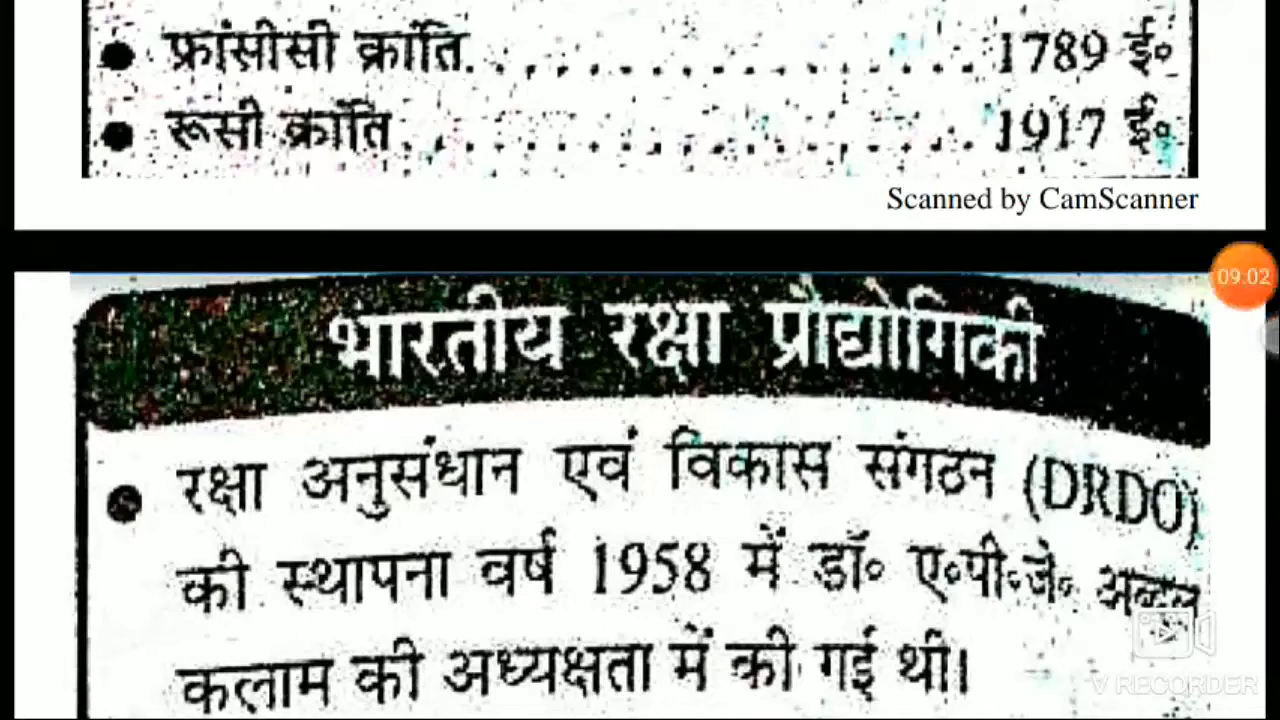 • फ्रांसीसी क्रांति. . . . . . . . . . . . . . . . . . . 1789 ई०
• रूसी क्रांति. . . . . . . . . . . . . . . . . . . . . . 1917 ई०
Scanned by CamScanner
09.02
भारतीय रक्षा प्रौद्योगिकी
• रक्षा अनुसंधान एवं विकास संगठन (DRDO)
की स्थापना वर्ष 1958 में डॉ० ए०पी०जे० अब्दुल
कलाम की अध्यक्षता में की गई थी।
V RECORDER